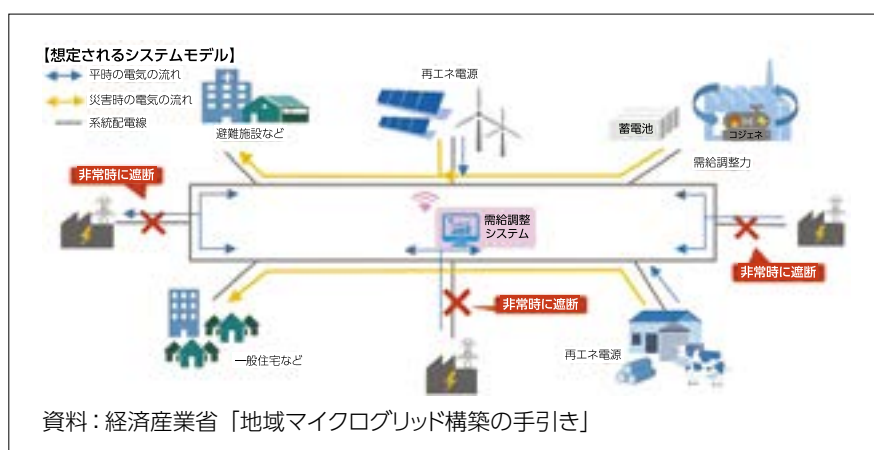 【想定されるシステムモデル】
平時の電気の流れ
災害時の電気の流れ
系統配電線
避難施設など
再エネ電源
蓄電池
コジェネ
需給調整力
非常時に遮断
需給調整
システム
非常時に遮断
非常時に遮断
一般住宅など
再エネ電源
資料：経済産業省「地域マイクログリッド構築の手引き」